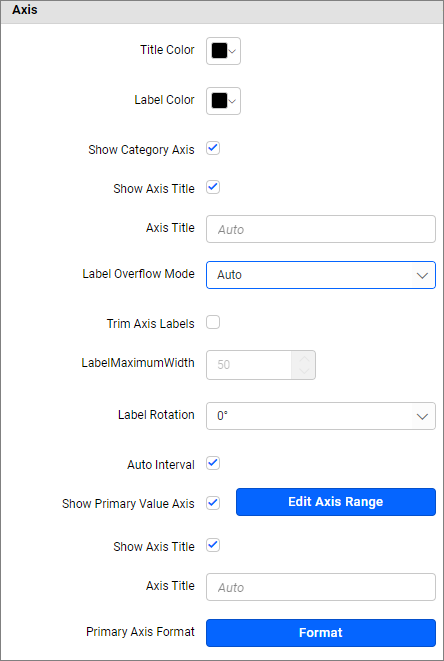 Axis
Title Color
Label Color
Show Category Axis
Show Axis Title
Axis Title Auto
Label Overflow Mode Auto
Trim Axis Labels
LabelMaximumWidth 50
Label Rotation 0°
Auto Interval
Show Primary Value Axis Edit Axis Range
Show Axis Title
Axis Title Auto
Primary Axis Format Format